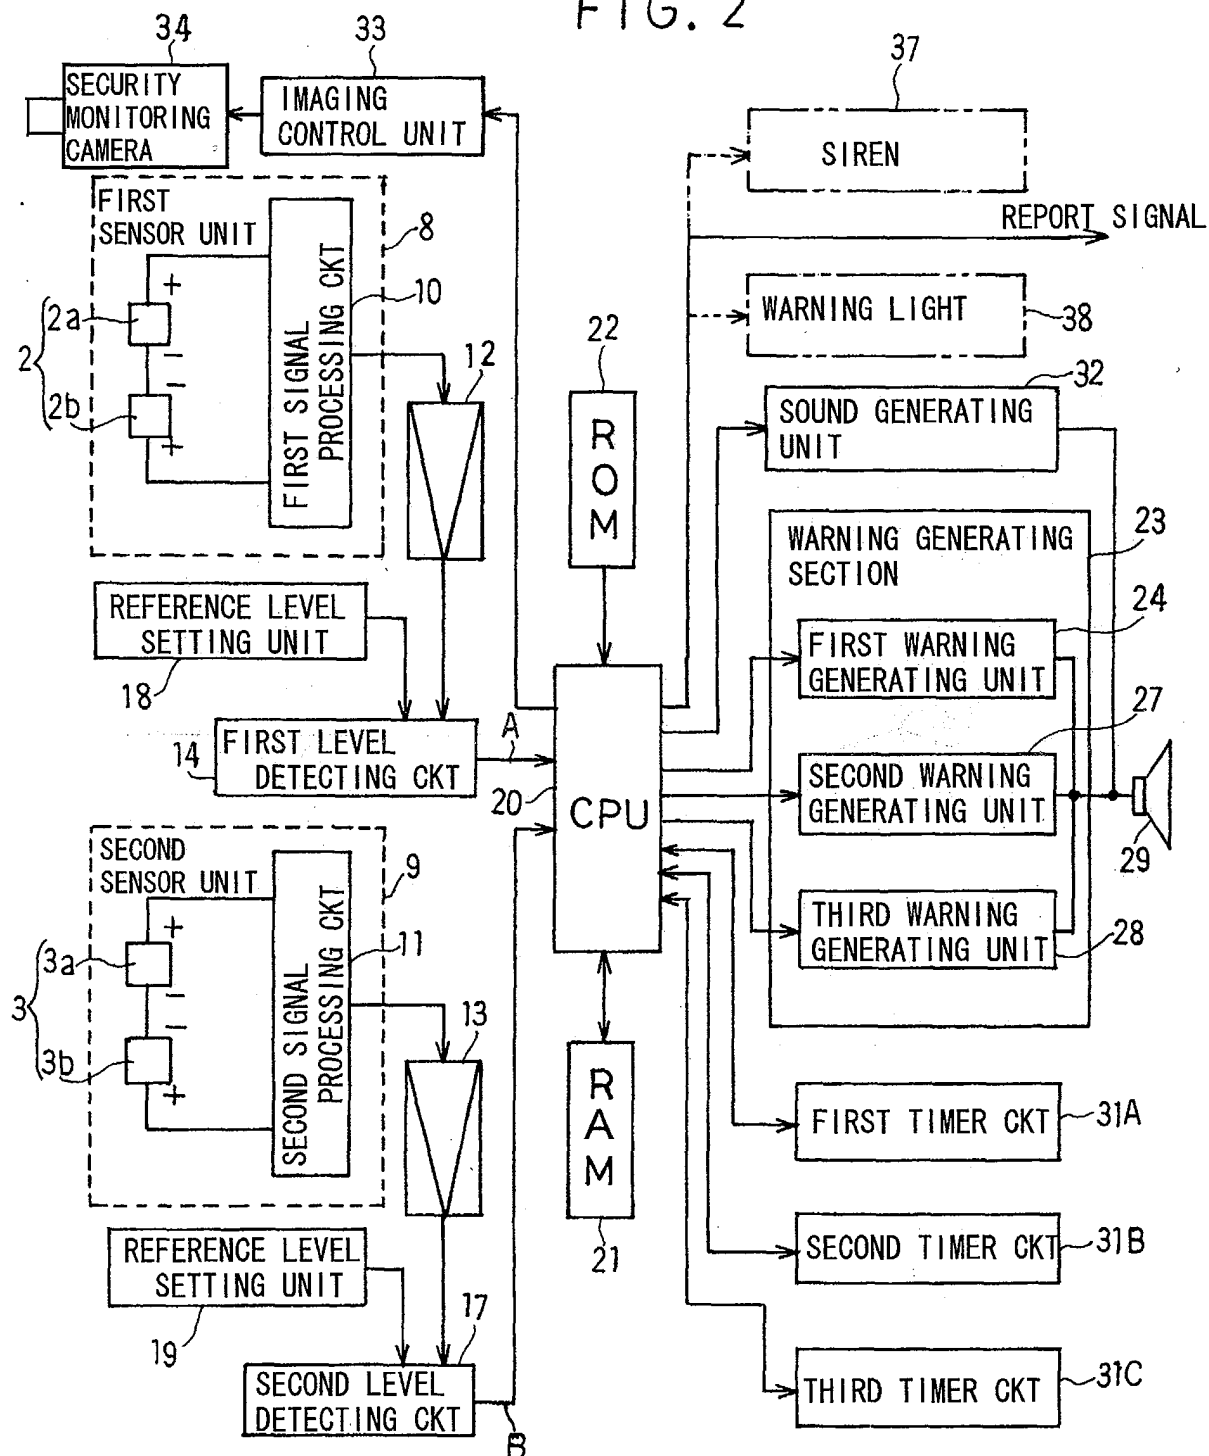 FIG. 2
34
33
37
SECURITY
MONITORING
CAMERA
IMAGING
CONTROL UNIT
SIREN
REPORT SIGNAL
FIRST
SENSOR UNIT
8
+
2a
2
−
−
2b
+
FIRST SIGNAL
PROCESSING CKT
10
12
22
ROM
WARNING LIGHT
38
32
SOUND GENERATING
UNIT
WARNING GENERATING
SECTION
23
24
FIRST WARNING
GENERATING UNIT
27
SECOND WARNING
GENERATING UNIT
29
THIRD WARNING
GENERATING UNIT
28
REFERENCE LEVEL
SETTING UNIT
18
14
FIRST LEVEL
DETECTING CKT
A
20
CPU
SECOND
SENSOR UNIT
9
+
3a
3
−
−
3b
+
SECOND SIGNAL
PROCESSING CKT
11
13
RAM
21
FIRST TIMER CKT
31A
SECOND TIMER CKT
31B
THIRD TIMER CKT
31C
REFERENCE LEVEL
SETTING UNIT
19
17
SECOND LEVEL
DETECTING CKT
B